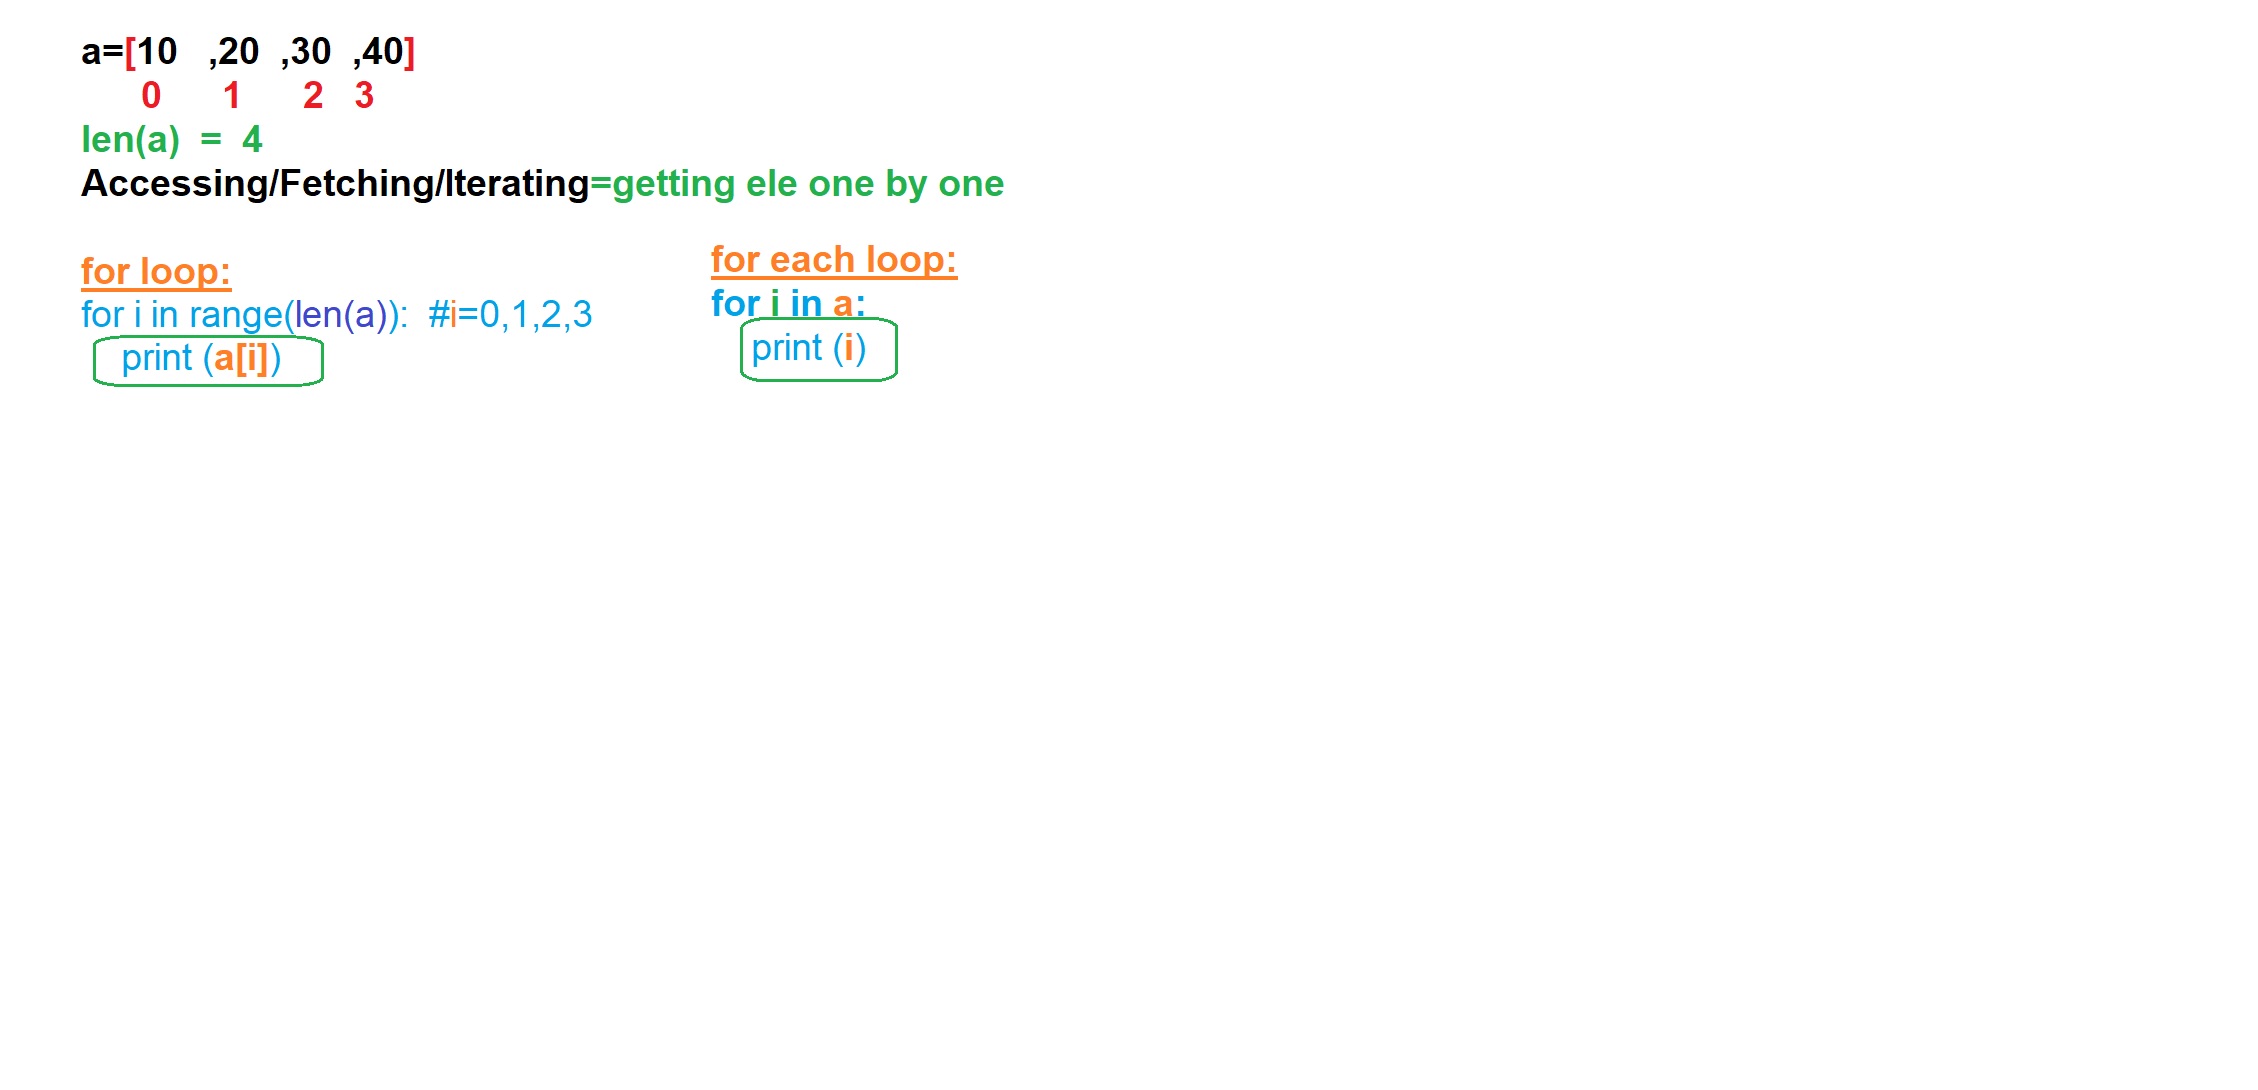 a=[10 ,20 ,30 ,40]
0 1 2 3
len(a) = 4
Accessing/Fetching/Iterating=getting ele one by one
for loop:
for i in range(len(a)): #i=0,1,2,3
print (a[i])
for each loop:
for i in a:
print (i)